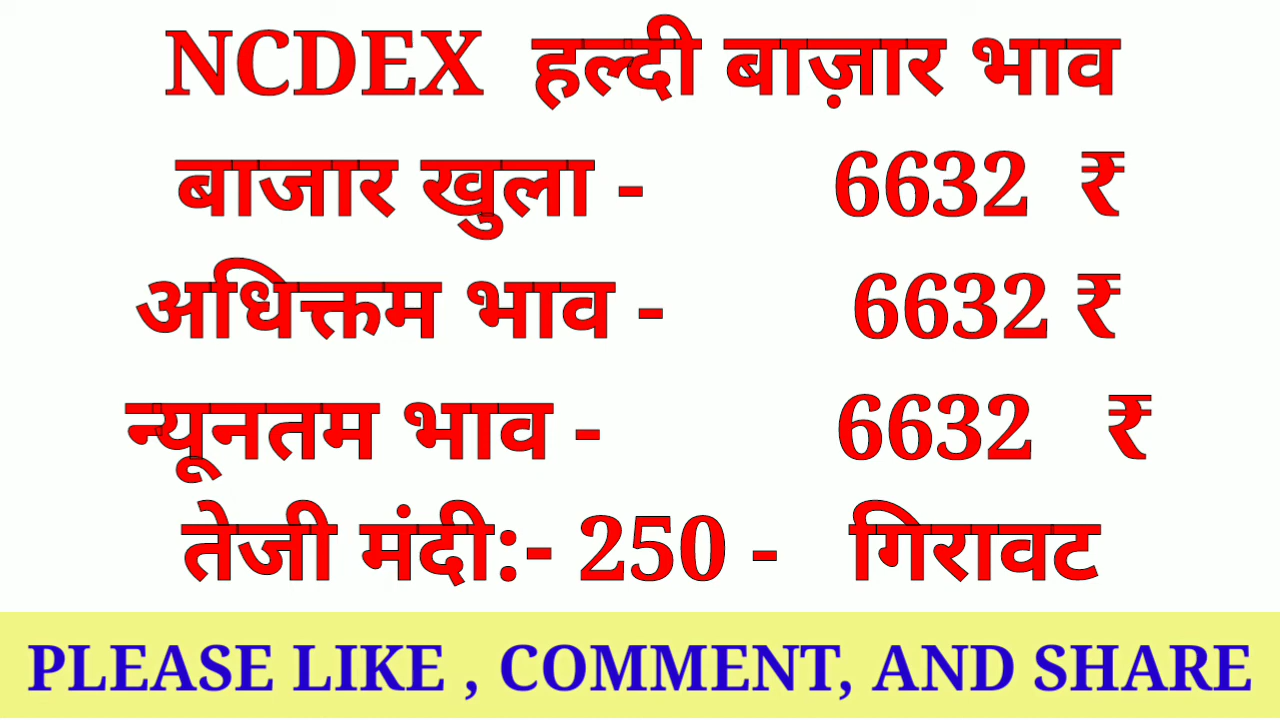 NCDEX हल्दी बाज़ार भाव
बाजार खुला - 6632 ₹
अधिक्तम भाव - 6632 ₹
न्यूनतम भाव - 6632 ₹
तेजी मंदी:- 250 - गिरावट
PLEASE LIKE , COMMENT, AND SHARE